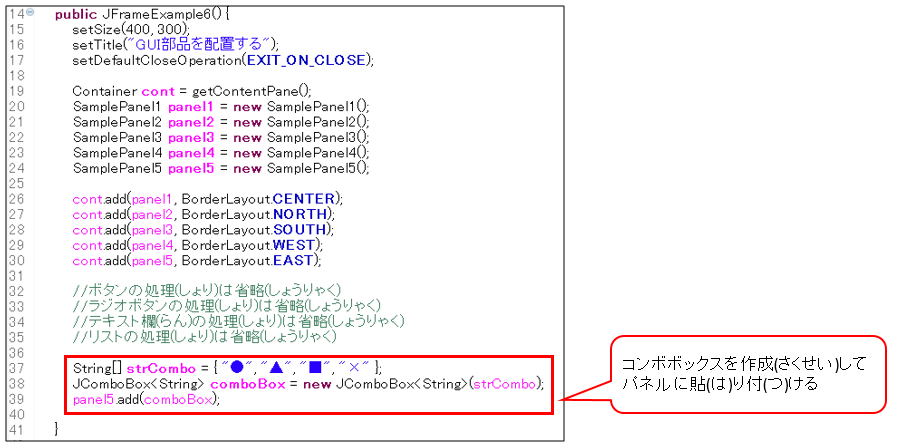 14 public JFrameExample6() {
15 setSize(400, 300);
16 setTitle("GUI部品を配置する");
17 setDefaultCloseOperation(EXIT_ON_CLOSE);
18
19 Container cont = getContentPane();
20 SamplePanel1 panel1 = new SamplePanel1();
21 SamplePanel2 panel2 = new SamplePanel2();
22 SamplePanel3 panel3 = new SamplePanel3();
23 SamplePanel4 panel4 = new SamplePanel4();
24 SamplePanel5 panel5 = new SamplePanel5();
25
26 cont.add(panel1, BorderLayout.CENTER);
27 cont.add(panel2, BorderLayout.NORTH);
28 cont.add(panel3, BorderLayout.SOUTH);
29 cont.add(panel4, BorderLayout.WEST);
30 cont.add(panel5, BorderLayout.EAST);
31
32 //ボタンの処理(しょり)は省略(しょうりゃく)
33 //ラジオボタンの処理(しょり)は省略(しょうりゃく)
34 //テキスト欄(らん)の処理(しょり)は省略(しょうりゃく)
35 //リストの処理(しょり)は省略(しょうりゃく)
36
37 String[] strCombo = { "●", "▲", "■", "×" };
38 JComboBox<String> comboBox = new JComboBox<String>(strCombo);
39 panel5.add(comboBox);
40
41 }
コンボボックスを作成(さくせい)して
パネルに貼(は)り付(つ)ける